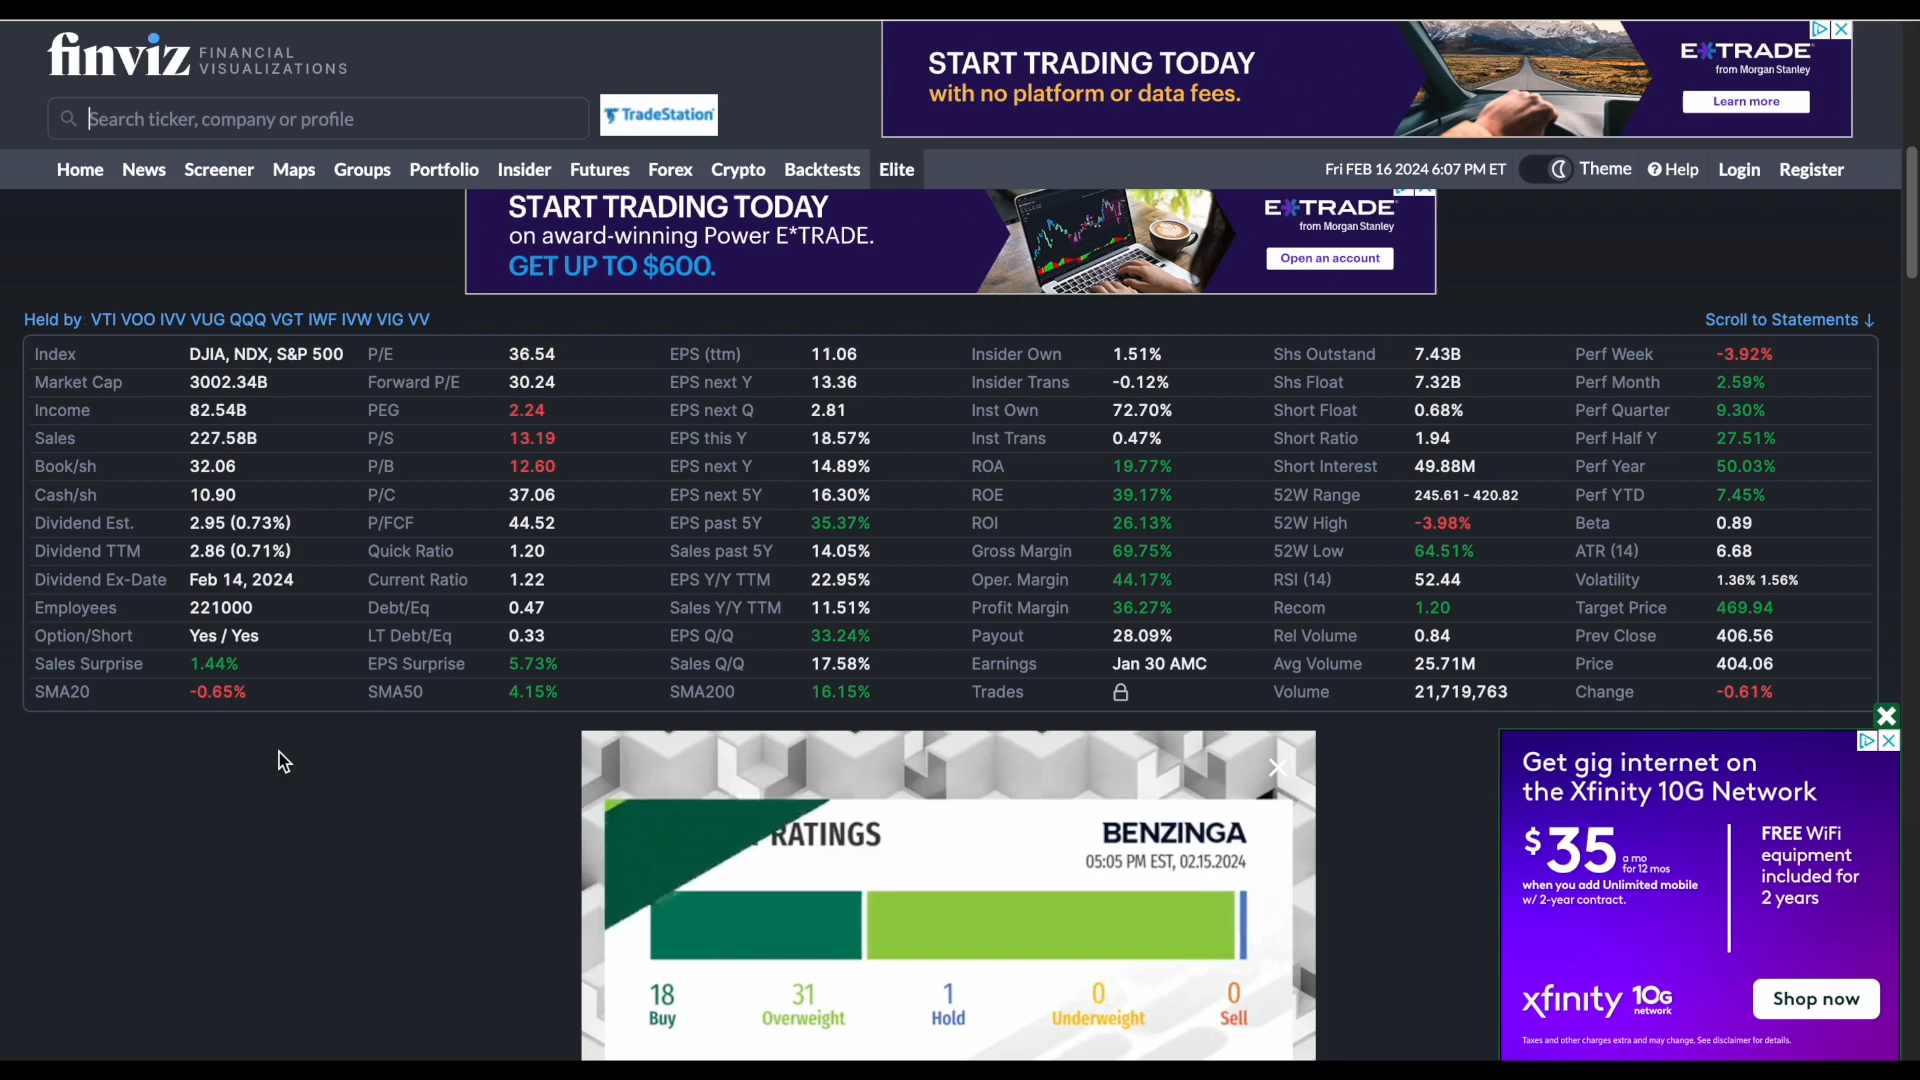 finviz FINANCIAL
VISUALIZATIONS
Search ticker, company or profile
TradeStation
START TRADING TODAY
with no platform or data fees.
E*TRADE
from Morgan Stanley
Learn more
Home News Screener Maps Groups Portfolio Insider Futures Forex Crypto Backtests Elite
Fri FEB 16 2024 6:07 PM ET Theme Help Login Register
START TRADING TODAY
on award-winning Power E*TRADE.
GET UP TO $600.
E*TRADE
from Morgan Stanley
Open an account
Held by VTI VOO IVV VUG QQQ VGT IWF IVW VIG VV
Scroll to Statements ↓
Index DJIA, NDX, S&P 500 P/E 36.54 EPS (ttm) 11.06 Insider Own 1.51% Shs Outstand 7.43B Perf Week -3.92%
Market Cap 3002.34B Forward P/E 30.24 EPS next Y 13.36 Insider Trans -0.12% Shs Float 7.32B Perf Month 2.59%
Income 82.54B PEG 2.24 EPS next Q 2.81 Inst Own 72.70% Short Float 0.68% Perf Quarter 9.30%
Sales 227.58B P/S 13.19 EPS this Y 18.57% Inst Trans 0.47% Short Ratio 1.94 Perf Half Y 27.51%
Book/sh 32.06 P/B 12.60 EPS next Y 14.89% ROA 19.77% Short Interest 49.88M Perf Year 50.03%
Cash/sh 10.90 P/C 37.06 EPS next 5Y 16.30% ROE 39.17% 52W Range 245.61 - 420.82 Perf YTD 7.45%
Dividend Est. 2.95 (0.73%) P/FCF 44.52 EPS past 5Y 35.37% ROI 26.13% 52W High -3.98% Beta 0.89
Dividend TTM 2.86 (0.71%) Quick Ratio 1.20 Sales past 5Y 14.05% Gross Margin 69.75% 52W Low 64.51% ATR (14) 6.68
Dividend Ex-Date Feb 14, 2024 Current Ratio 1.22 EPS Y/Y TTM 22.95% Oper. Margin 44.17% RSI (14) 52.44 Volatility 1.36% 1.56%
Employees 221000 Debt/Eq 0.47 Sales Y/Y TTM 11.51% Profit Margin 36.27% Recom 1.20 Target Price 469.94
Option/Short Yes / Yes LT Debt/Eq 0.33 EPS Q/Q 33.24% Payout 28.09% Rel Volume 0.84 Prev Close 406.56
Sales Surprise 1.44% EPS Surprise 5.73% Sales Q/Q 17.58% Earnings Jan 30 AMC Avg Volume 25.71M Price 404.06
SMA20 -0.65% SMA50 4.15% SMA200 16.15% Trades Volume 21,719,763 Change -0.61%
RATINGS
BENZINGA
05:05 PM EST, 02.15.2024
18 31 1 0 0
Buy Overweight Hold Underweight Sell
Get gig internet on
the Xfinity 10G Network
$35 a mo
for 12 mos
when you add Unlimited mobile
w/ 2-year contract.
FREE WiFi
equipment
included for
2 years
xfinity 10G
network
Shop now
Taxes and other charges extra and may change. See disclaimer for details.